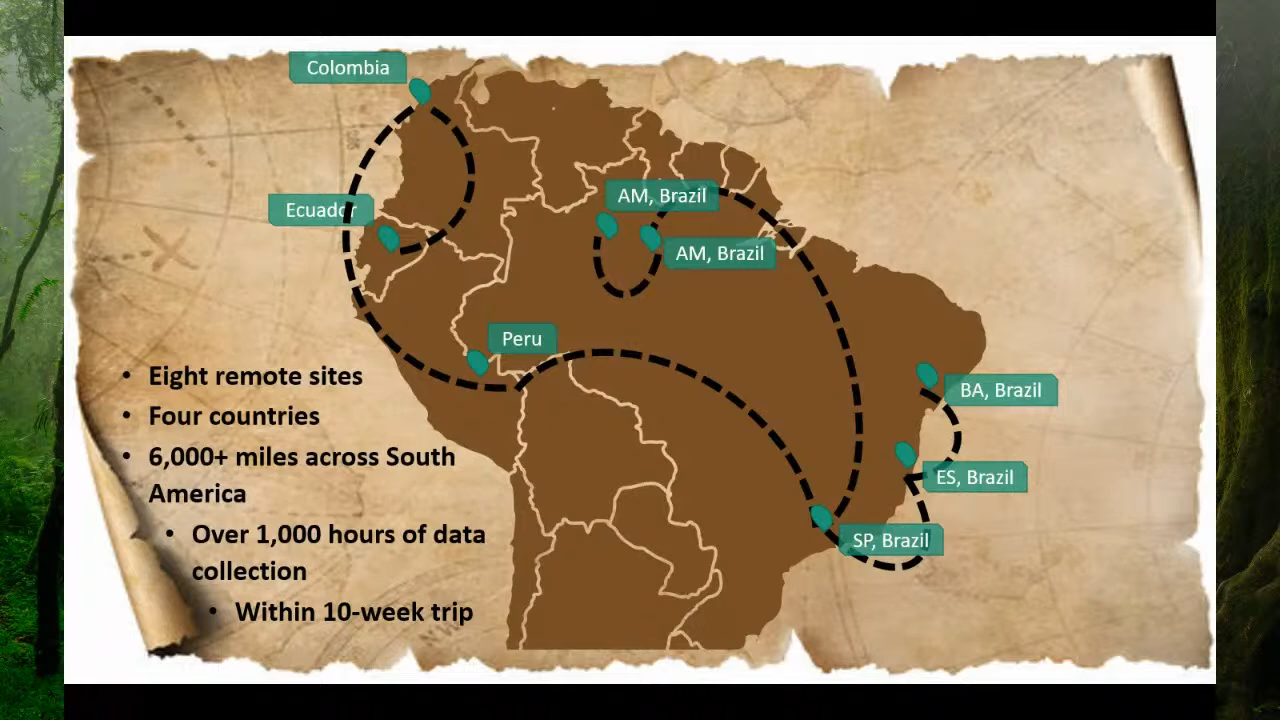 Colombia
Ecuador
AM, Brazil
AM, Brazil
Peru
BA, Brazil
ES, Brazil
SP, Brazil
• Eight remote sites
• Four countries
• 6,000+ miles across South
America
• Over 1,000 hours of data
collection
• Within 10-week trip